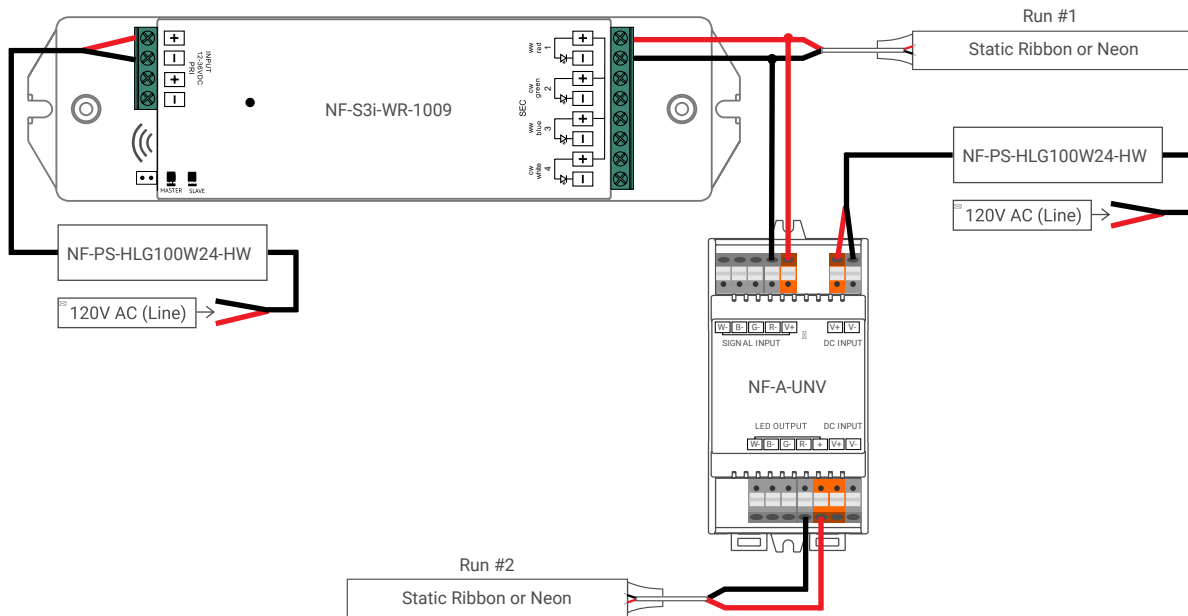 Run #1
Static Ribbon or Neon
+
−
+
−
INPUT
12-36VDC
PRI
NF-S3i-WR-1009
MASTER
SLAVE
SEC
ww
red
1
+
−
cw
green
2
+
−
ww
blue
3
+
−
cw
white
4
+
−
NF-PS-HLG100W24-HW
120V AC (Line)
NF-PS-HLG100W24-HW
120V AC (Line)
W- B- G- R- V+ V+ V-
SIGNAL INPUT DC INPUT
NF-A-UNV
LED OUTPUT DC INPUT
W- B- G- R- + V+ V-
Run #2
Static Ribbon or Neon